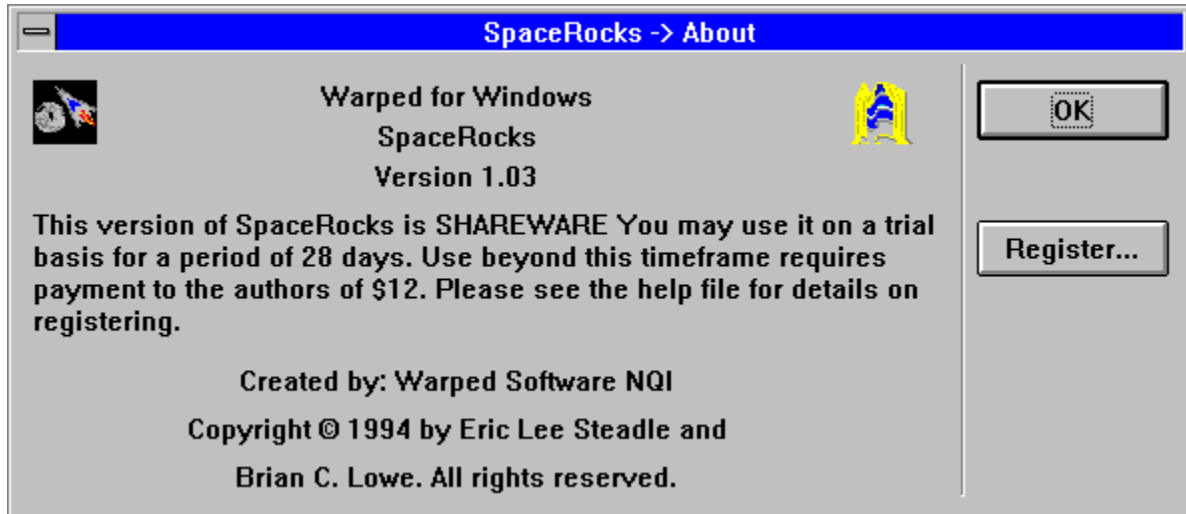 SpaceRocks -> About
Warped for Windows
SpaceRocks
Version 1.03
This version of SpaceRocks is SHAREWARE You may use it on a trial
basis for a period of 28 days. Use beyond this timeframe requires
payment to the authors of $12. Please see the help file for details on
registering.
Created by: Warped Software NQI
Copyright © 1994 by Eric Lee Steadle and
Brian C. Lowe. All rights reserved.
OK
Register...